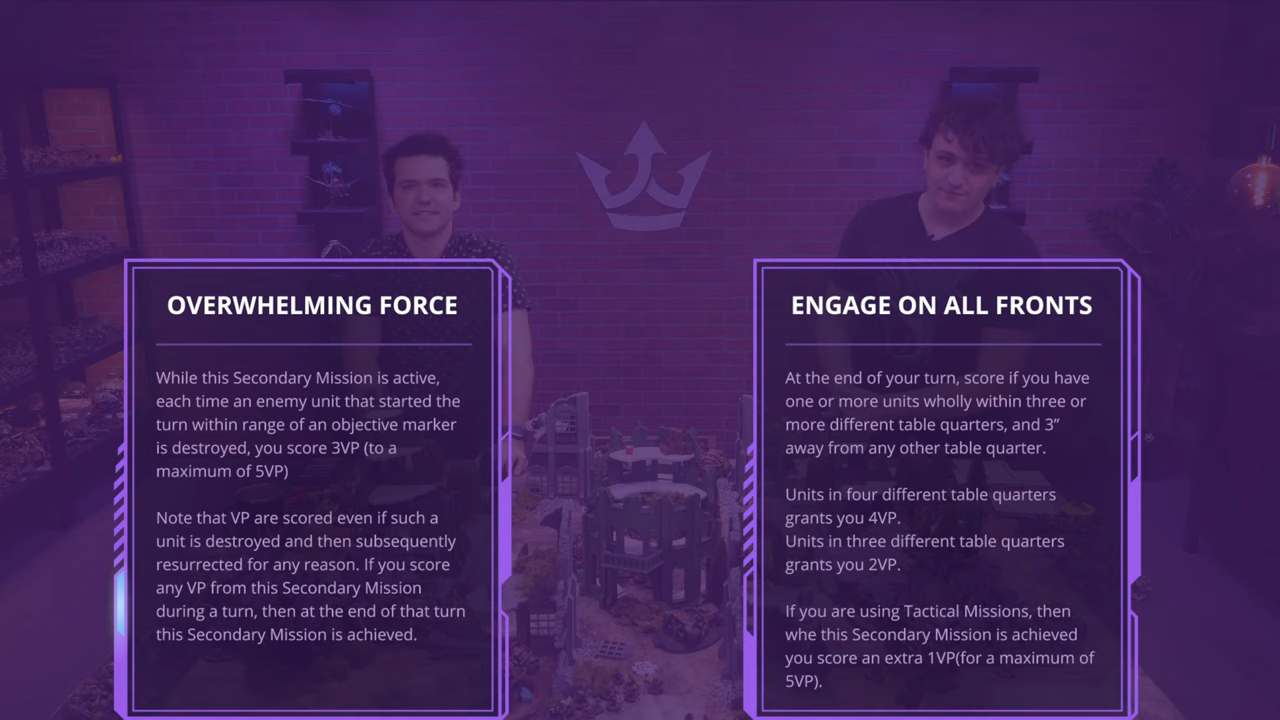 OVERWHELMING FORCE
While this Secondary Mission is active,
each time an enemy unit that started the
turn within range of an objective marker
is destroyed, you score 3VP (to a
maximum of 5VP)
Note that VP are scored even if such a
unit is destroyed and then subsequently
resurrected for any reason. If you score
any VP from this Secondary Mission
during a turn, then at the end of that turn
this Secondary Mission is achieved.
ENGAGE ON ALL FRONTS
At the end of your turn, score if you have
one or more units wholly within three or
more different table quarters, and 3”
away from any other table quarter.
Units in four different table quarters
grants you 4VP.
Units in three different table quarters
grants you 2VP.
If you are using Tactical Missions, then
whe this Secondary Mission is achieved
you score an extra 1VP(for a maximum of
5VP).